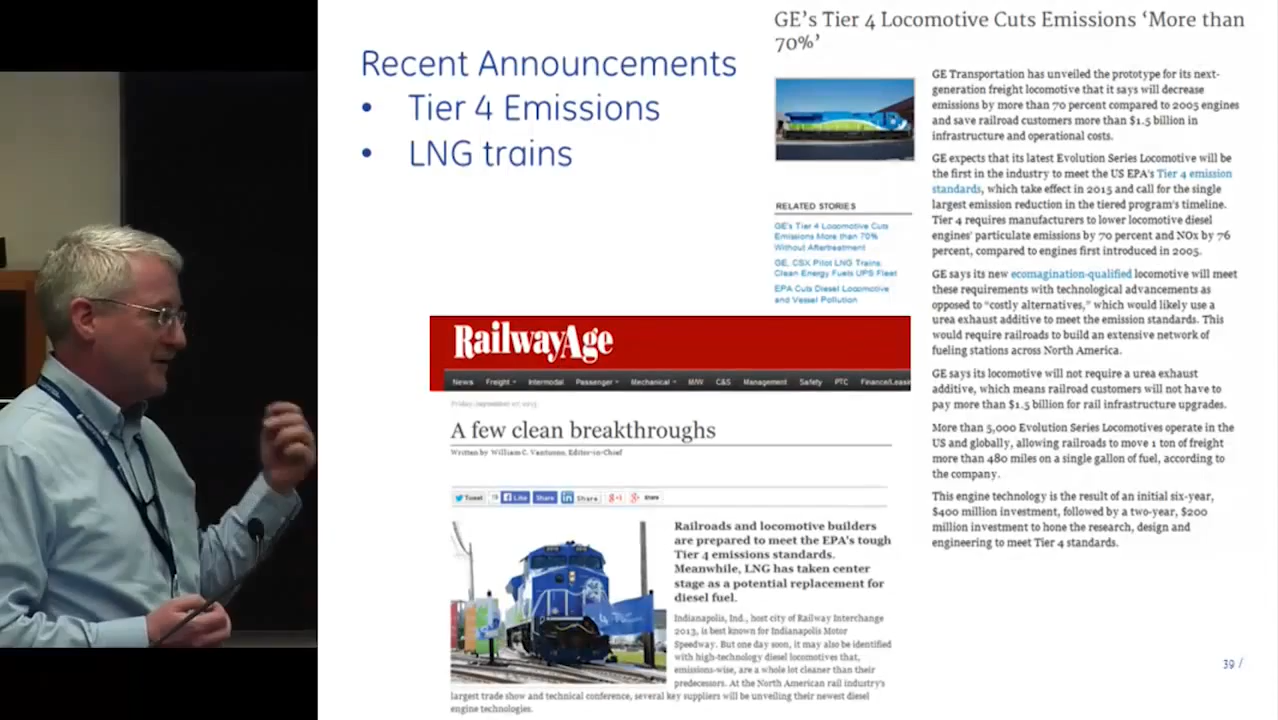 Recent Announcements
• Tier 4 Emissions
• LNG trains
GE's Tier 4 Locomotive Cuts Emissions 'More than
70%'
GE Transportation has unveiled the prototype for its next-
generation freight locomotive that it says will decrease
emissions by more than 70 percent compared to 2005 engines
and save railroad customers more than $1.5 billion in
infrastructure and operational costs.
GE expects that its latest Evolution Series Locomotive will be
the first in the industry to meet the US EPA's Tier 4 emission
standards, which take effect in 2015 and call for the single
largest emission reduction in the tiered program's timeline.
Tier 4 requires manufacturers to lower locomotive diesel
engines' particulate emissions by 70 percent and NOx by 76
percent, compared to engines first introduced in 2005.
GE says its new ecomagination-qualified locomotive will meet
these requirements with technological advancements as
opposed to "costly alternatives," which would likely use a
urea exhaust additive to meet the emission standards. This
would require railroads to build an extensive network of
fueling stations across North America.
GE says its locomotive will not require a urea exhaust
additive, which means railroad customers will not have to
pay more than $1.5 billion for rail infrastructure upgrades.
More than 5,000 Evolution Series Locomotives operate in the
US and globally, allowing railroads to move 1 ton of freight
more than 480 miles on a single gallon of fuel, according to
the company.
This engine technology is the result of an initial six-year,
$400 million investment, followed by a two-year, $200
million investment to hone the research, design and
engineering to meet Tier 4 standards.
RELATED STORIES
GE's Tier 4 Locomotive Cuts
Emissions More than 70%
Without Aftertreatment
GE, CSX Pilot LNG Trains;
Clean Energy Fuels UPS Fleet
EPA Cuts Diesel Locomotive
and Vessel Pollution
RailwayAge
News Freight Intermodal Passenger Mechanical M/W C&S Management Safety PTC Finance/Leasin
Friday, September 27, 2013
A few clean breakthroughs
Written by William C. Vantuono, Editor-in-Chief
Tweet Like Share Share +1 share
Railroads and locomotive builders
are prepared to meet the EPA's tough
Tier 4 emissions standards.
Meanwhile, LNG has taken center
stage as a potential replacement for
diesel fuel.
Indianapolis, Ind., host city of Railway Interchange
2013, is best known for Indianapolis Motor
Speedway. But one day soon, it may also be identified
with high-technology diesel locomotives that,
emissions-wise, are a whole lot cleaner than their
predecessors. At the North American rail industry's
largest trade show and technical conference, several key suppliers will be unveiling their newest diesel
engine technologies.
39 /